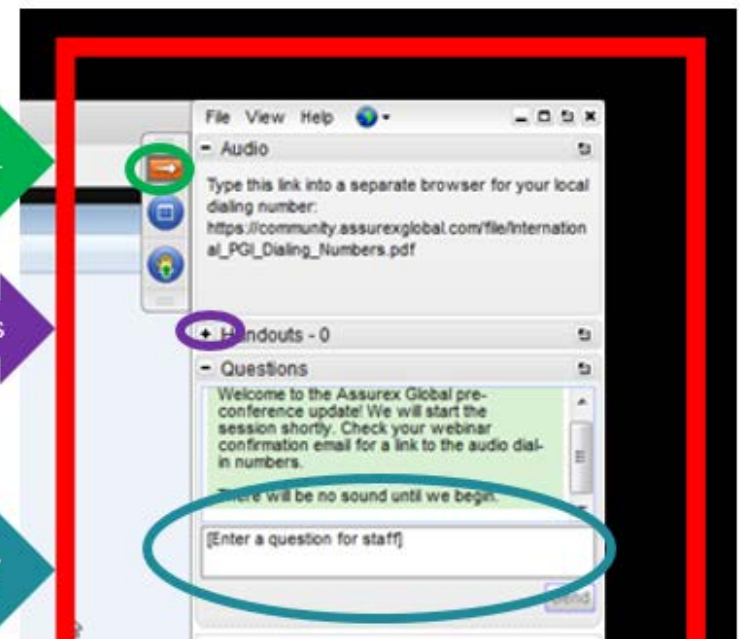 File View Help
- Audio
Type this link into a separate browser for your local
dialing number:
https://community.assurexglobal.com/file/Internation
al_PGI_Dialing_Numbers.pdf
+ Handouts - 0
- Questions
Welcome to the Assurex Global pre-
conference update! We will start the
session shortly. Check your webinar
confirmation email for a link to the audio dial-
in numbers.
There will be no sound until we begin.
[Enter a question for staff]
Send